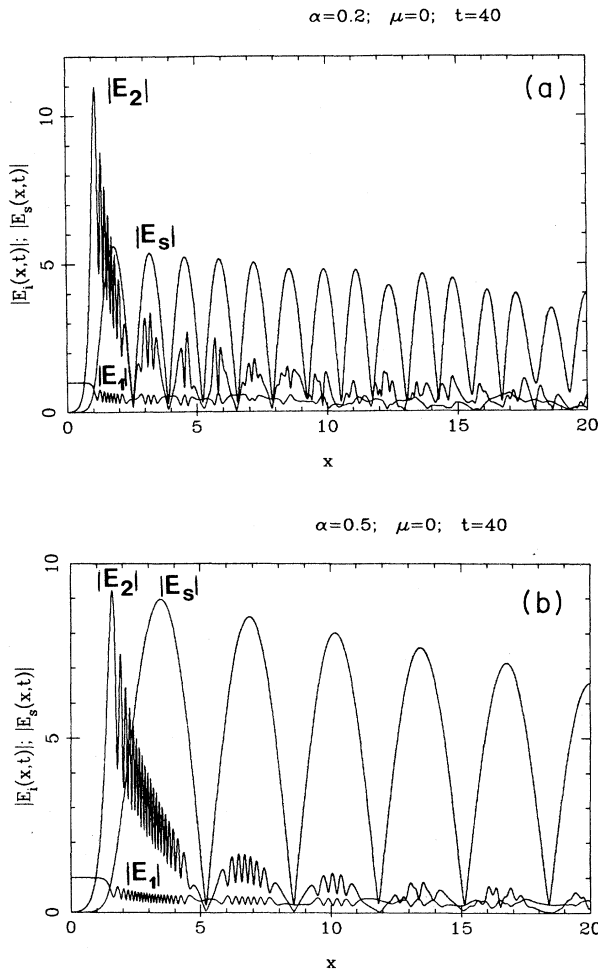 α=0.2; μ=0; t=40
(a)
|E₂|
|Eₛ|
|E₁|
|Eᵢ(x,t)|; |Eₛ(x,t)|
10
5
0
0 5 10 15 20
x
α=0.5; μ=0; t=40
(b)
|E₂| |Eₛ|
|E₁|
|Eᵢ(x,t)|; |Eₛ(x,t)|
10
5
0
0 5 10 15 20
x